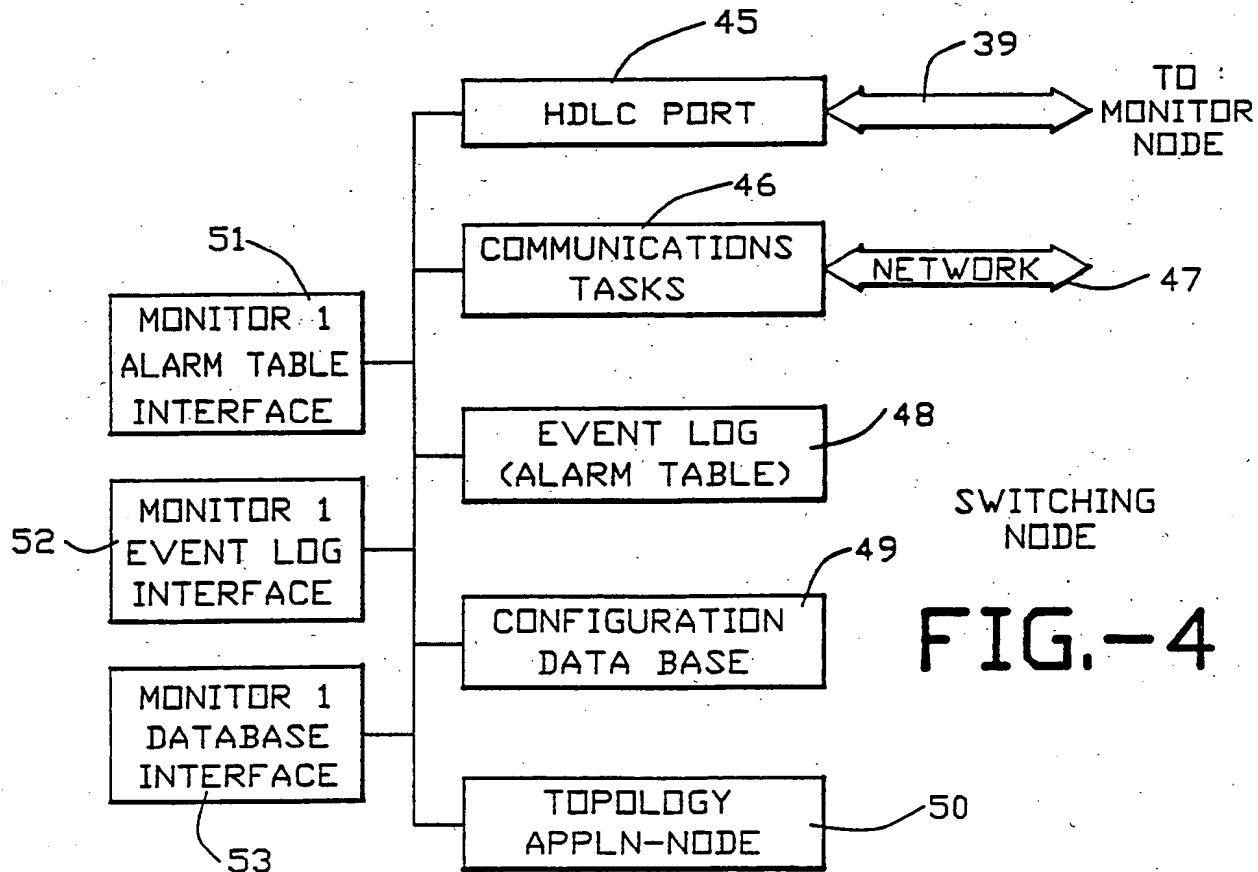 45
39
HDLC PORT
TO
MONITOR
NODE
46
COMMUNICATIONS
TASKS
NETWORK
47
51
MONITOR 1
ALARM TABLE
INTERFACE
EVENT LOG
(ALARM TABLE)
48
SWITCHING
NODE
52
MONITOR 1
EVENT LOG
INTERFACE
49
CONFIGURATION
DATA BASE
FIG.-4
MONITOR 1
DATABASE
INTERFACE
53
TOPOLOGY
APPLN-NODE
50